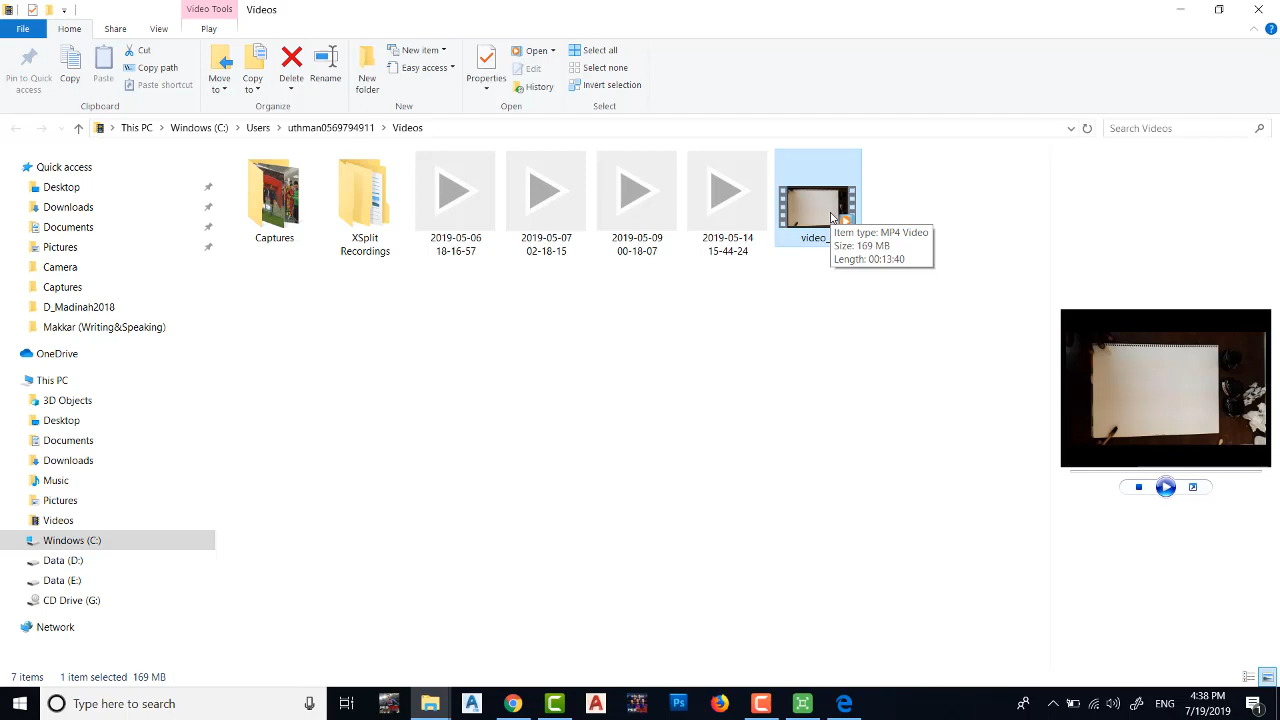 Video Tools
Videos
File
Home
Share
View
Play
Pin to Quick access
Copy
Paste
Cut
Copy path
Paste shortcut
Clipboard
Move to
Copy to
Delete
Rename
Organize
New folder
New item
Easy access
New
Properties
Open
Edit
History
Open
Select all
Select none
Invert selection
Select
This PC
Windows (C:)
Users
uthman0569794911
Videos
Search Videos
Quick access
Desktop
Downloads
Documents
Pictures
Camera
Captures
D_Madinah2018
Makkar (Writing&Speaking)
OneDrive
This PC
3D Objects
Desktop
Documents
Downloads
Music
Pictures
Videos
Windows (C:)
Data (D:)
Data (E:)
CD Drive (G:)
Network
Captures
XSplit Recordings
2019-05-06 18-16-57
2019-05-07 02-18-15
2019-05-09 00-18-07
2019-05-14 15-44-24
video_
Item type: MP4 Video
Size: 169 MB
Length: 00:13:40
7 items
1 item selected 169 MB
Type here to search
ENG
4:38 PM
7/19/2019
1